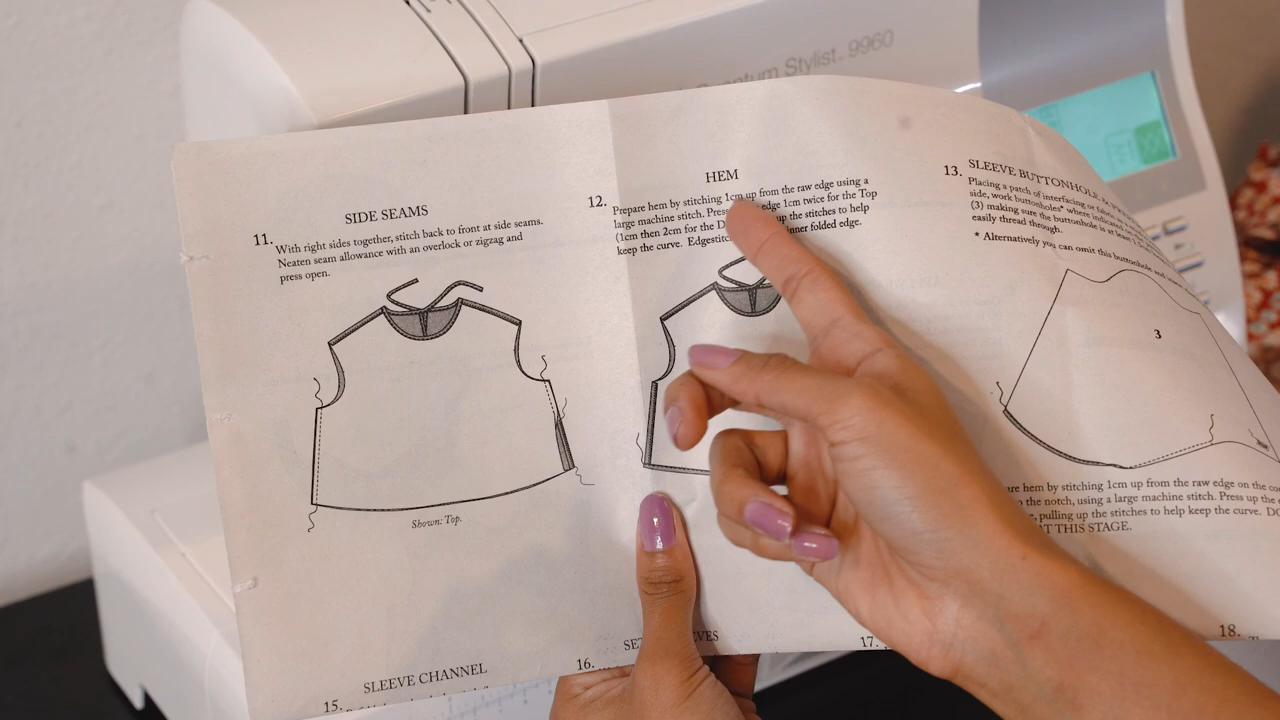 Quantum Stylist™ 9960
SIDE SEAMS
11. With right sides together, stitch back to front at side seams.
Neaten seam allowance with an overlock or zigzag and
press open.
Shown: Top.
HEM
12. Prepare hem by stitching 1cm up from the raw edge using a
large machine stitch. Press edge 1cm twice for the Top
(1cm then 2cm for the up the stitches to help
keep the curve. inner folded edge.
13. SLEEVE BUTTONHOLE
Placing a patch of interfacing or fabric
side, work buttonholes* where indicated
(3) making sure the buttonhole is at least
easily thread through.
* Alternatively you can omit this buttonhole and
3
hem by stitching 1cm up from the raw edge on the
the notch, using a large machine stitch. Press up the
pulling up the stitches to help keep the curve.
AT THIS STAGE.
SLEEVE CHANNEL
15.
16.
17.
18.